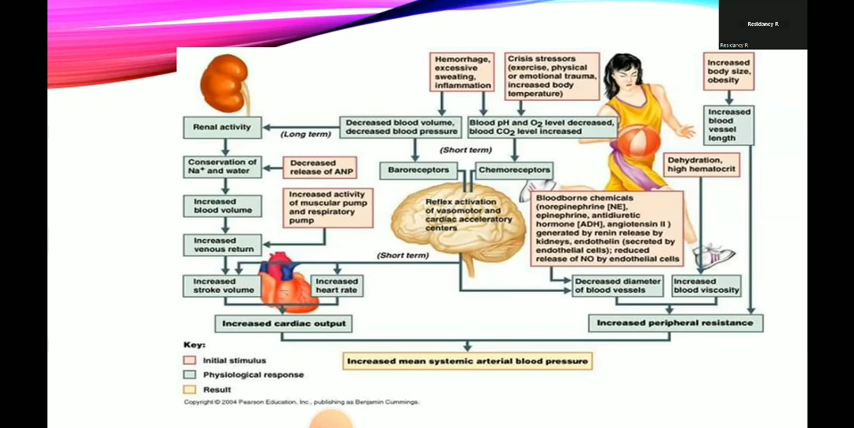 Residancy R
Residancy R
Hemorrhage,
excessive
sweating,
inflammation
Crisis stressors
(exercise, physical
or emotional trauma,
increased body
temperature)
Increased
body size,
obesity
Renal activity
(Long term)
Decreased blood volume,
decreased blood pressure
Blood pH and O2 level decreased,
blood CO2 level increased
Increased
blood
vessel
length
(Short term)
Conservation of
Na+ and water
Decreased
release of ANP
Baroreceptors
Chemoreceptors
Dehydration,
high hematocrit
Increased
blood volume
Increased activity
of muscular pump
and respiratory
pump
Reflex activation
of vasomotor and
cardiac acceleratory
centers
Bloodborne chemicals
(norepinephrine [NE],
epinephrine, antidiuretic
hormone [ADH], angiotensin II )
generated by renin release by
kidneys, endothelin (secreted by
endothelial cells); reduced
release of NO by endothelial cells
Increased
venous return
(Short term)
Increased
stroke volume
Increased
heart rate
Decreased diameter
of blood vessels
Increased
blood viscosity
Increased cardiac output
Increased peripheral resistance
Increased mean systemic arterial blood pressure
Key:
Initial stimulus
Physiological response
Result
Copyright © 2004 Pearson Education, Inc., publishing as Benjamin Cummings.